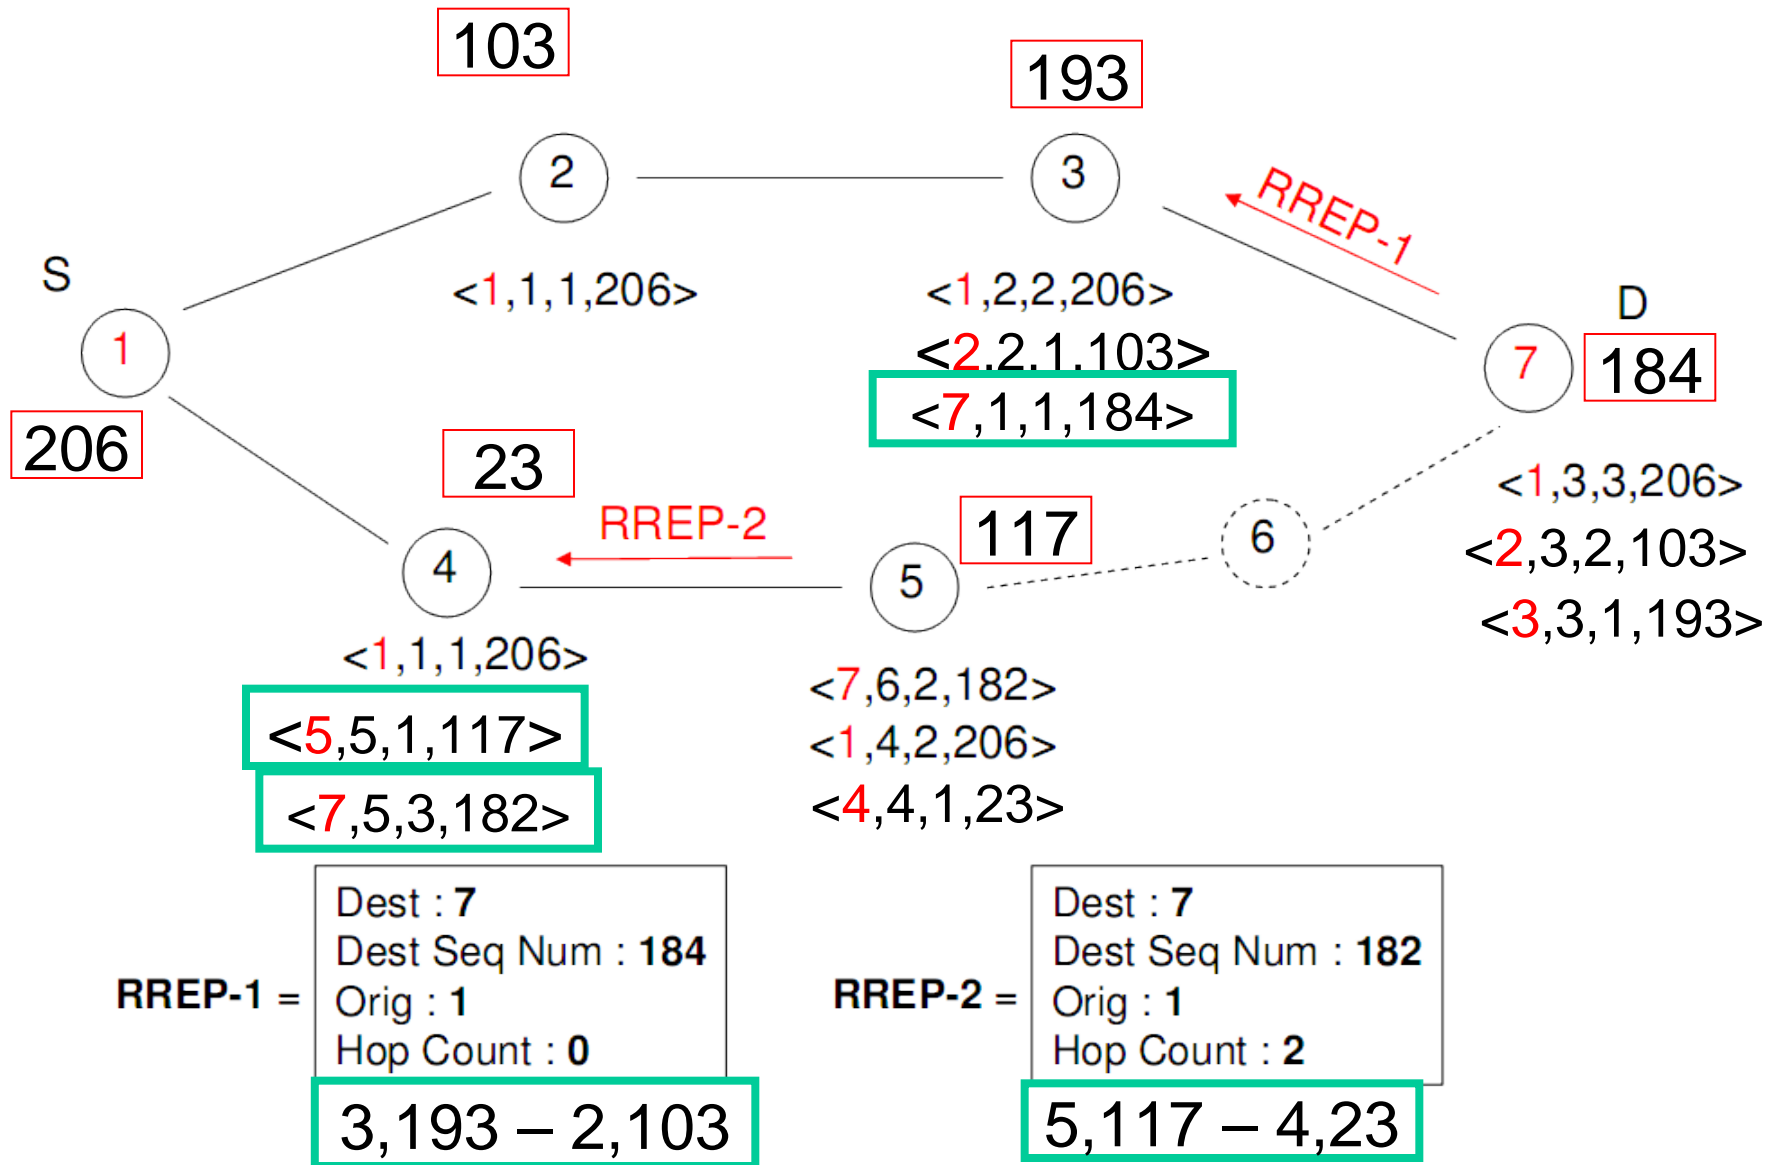 103
193
2
3
RREP-1
S
<1,1,1,206>
<1,2,2,206>
D
1
<2,2,1,103>
7
184
<7,1,1,184>
206
23
<1,3,3,206>
RREP-2
117
6
<2,3,2,103>
4
5
<3,3,1,193>
<1,1,1,206>
<7,6,2,182>
<5,5,1,117>
<1,4,2,206>
<7,5,3,182>
<4,4,1,23>
RREP-1 =
Dest : 7
Dest Seq Num : 184
Orig : 1
Hop Count : 0
3,193 – 2,103
RREP-2 =
Dest : 7
Dest Seq Num : 182
Orig : 1
Hop Count : 2
5,117 – 4,23